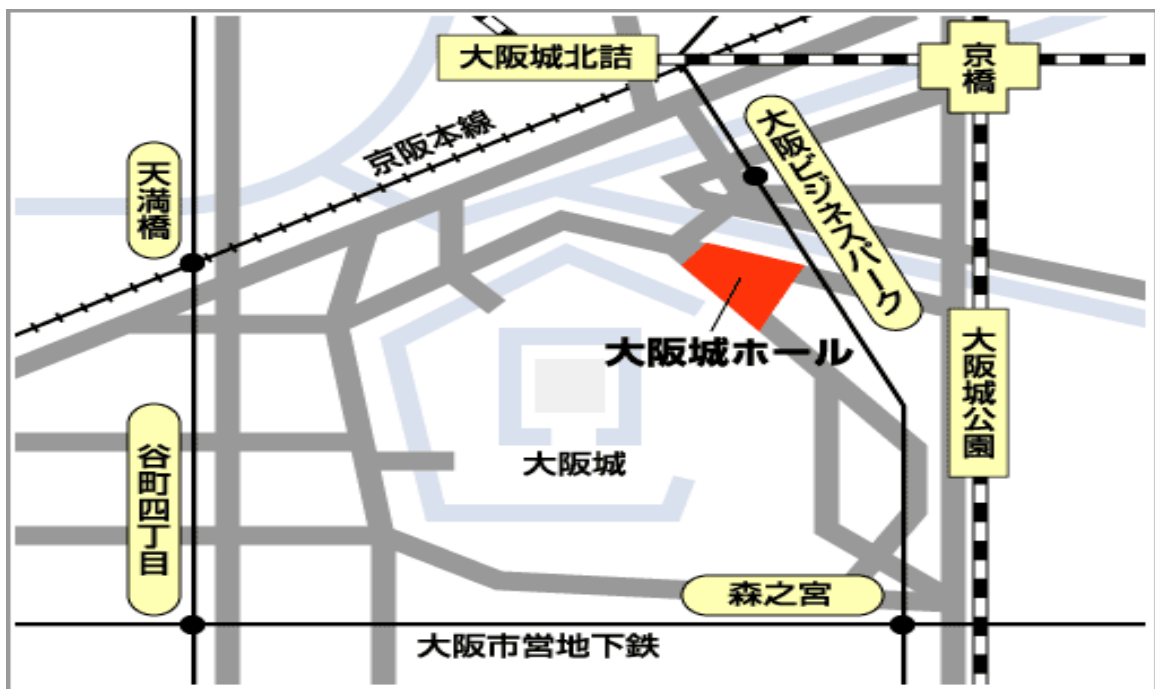 大阪城北詰
京橋
京阪本線
大阪ビジネスパーク
天満橋
大阪城ホール
大阪城公園
谷町四丁目
大阪城
森之宮
大阪市営地下鉄